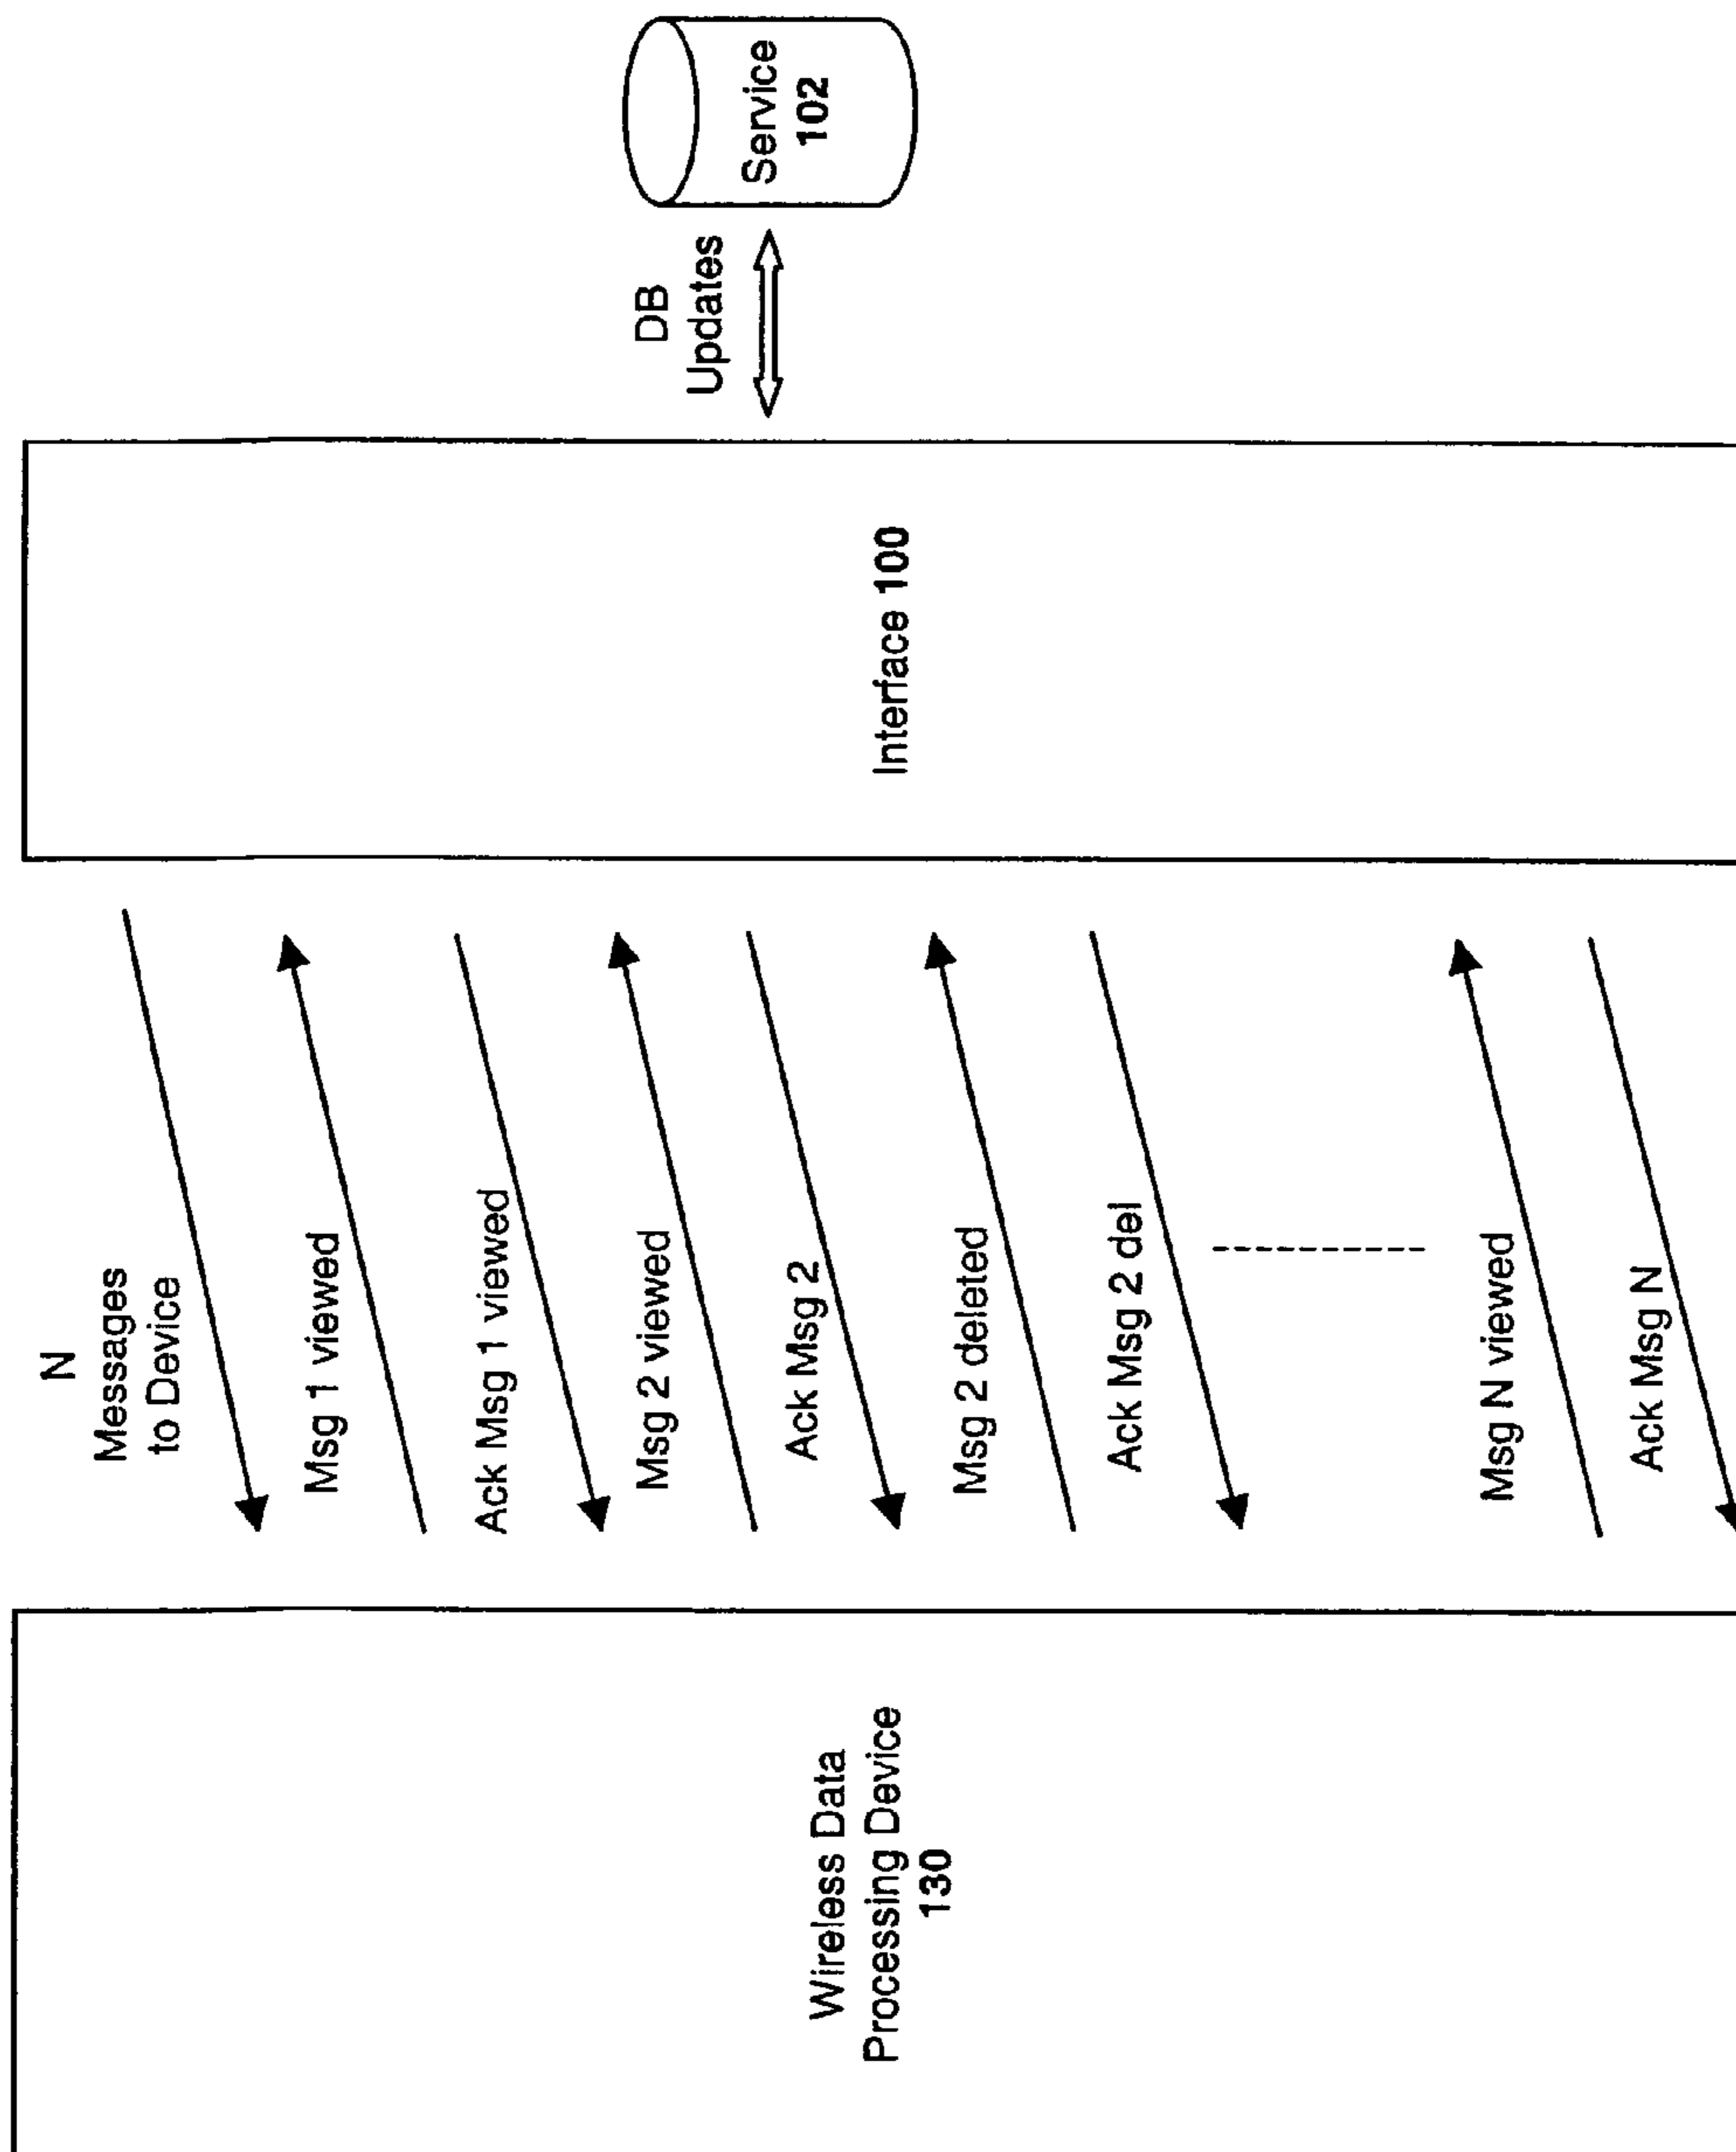 Wireless Data
Processing Device
130
N
Messages
to Device
Msg 1 viewed
Ack Msg 1 viewed
Msg 2 viewed
Ack Msg 2
Msg 2 deleted
Ack Msg 2 del
Msg N viewed
Ack Msg N
Interface 100
DB
Updates
Service
102